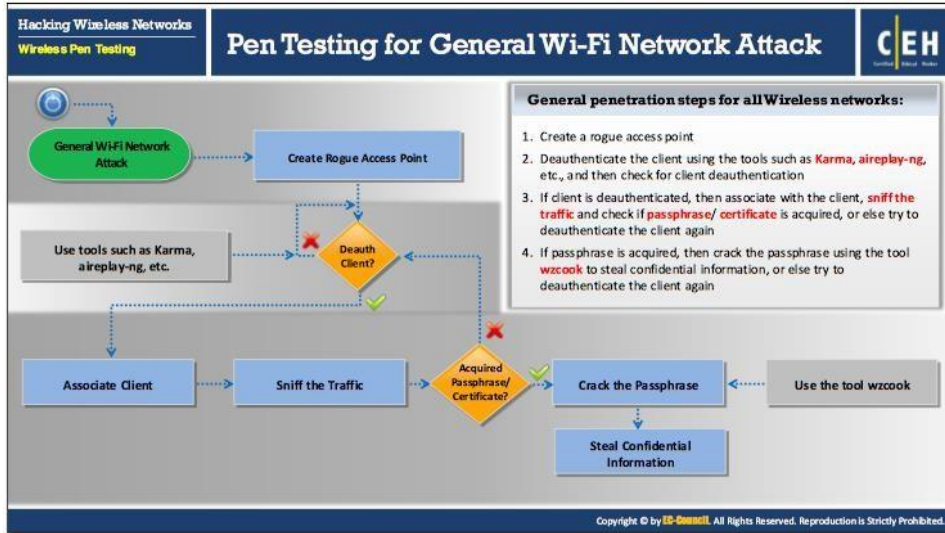 Hacking Wireless Networks
Wireless Pen Testing
Pen Testing for General Wi-Fi Network Attack
C|EH
Certified Ethical Hacker
General Wi-Fi Network
Attack
Create Rogue Access Point
Use tools such as Karma,
aireplay-ng, etc.
Deauth
Client?
Associate Client
Sniff the Traffic
Acquired
Passphrase/
Certificate?
Crack the Passphrase
Use the tool wzcook
Steal Confidential
Information
General penetration steps for all Wireless networks:
1. Create a rogue access point
2. Deauthenticate the client using the tools such as Karma, aireplay-ng,
etc., and then check for client deauthentication
3. If client is deauthenticated, then associate with the client, sniff the
traffic and check if passphrase/ certificate is acquired, or else try to
deauthenticate the client again
4. If passphrase is acquired, then crack the passphrase using the tool
wzcook to steal confidential information, or else try to
deauthenticate the client again
Copyright © by EC-Council. All Rights Reserved. Reproduction is Strictly Prohibited.